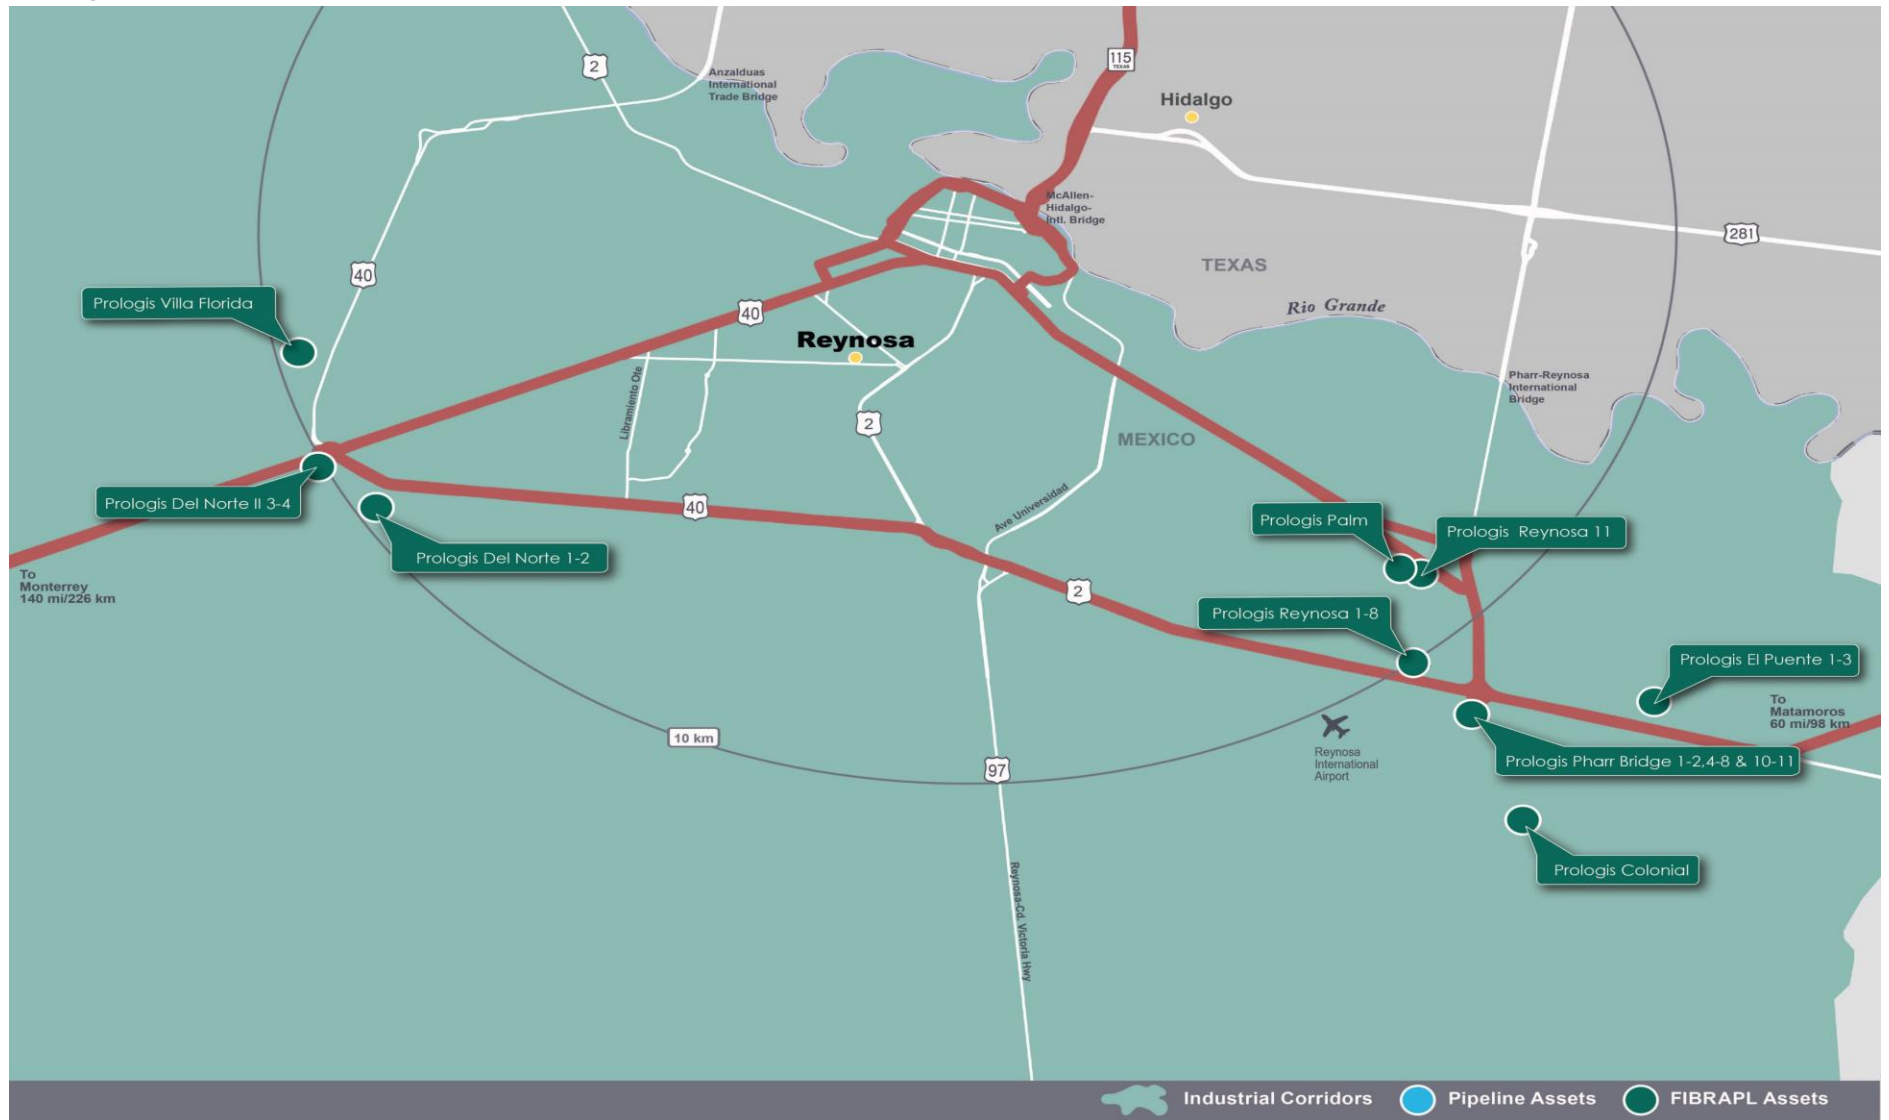 2
115
TEXAS
Anzalduas
International
Trade Bridge
Hidalgo
McAllen-
Hidalgo-
Intl. Bridge
281
TEXAS
40
Prologis Villa Florida
Rio Grande
40
Reynosa
Pharr-Reynosa
International
Bridge
Libramiento Ote
2
MEXICO
Prologis Del Norte II 3-4
40
Ave Universidad
Prologis Palm
Prologis Reynosa 11
Prologis Del Norte 1-2
To
Monterrey
140 mi/226 km
2
Prologis Reynosa 1-8
Prologis El Puente 1-3
To
Matamoros
60 mi/98 km
10 km
Reynosa
International
Airport
Prologis Pharr Bridge 1-2,4-8 & 10-11
97
Prologis Colonial
Reynosa-Cd. Victoria Hwy
Industrial Corridors
Pipeline Assets
FIBRAPL Assets